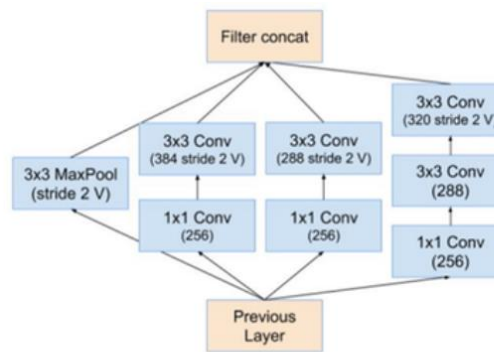 Filter concat
3x3 Conv
(320 stride 2 V)
3x3 Conv
(384 stride 2 V)
3x3 Conv
(288 stride 2 V)
3x3 MaxPool
(stride 2 V)
3x3 Conv
(288)
1x1 Conv
(256)
1x1 Conv
(256)
1x1 Conv
(256)
Previous
Layer